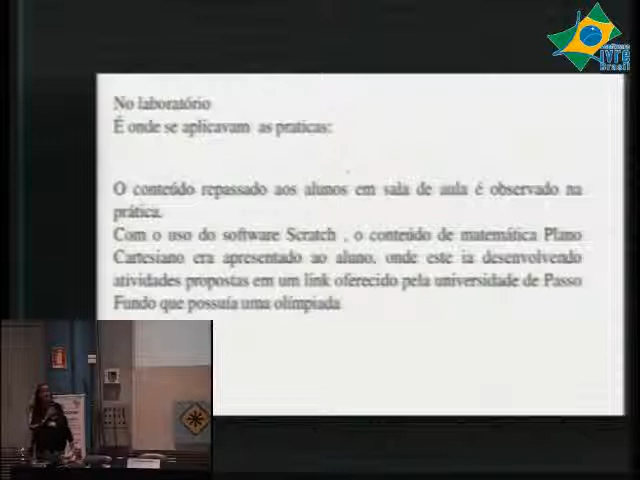 No laboratório
É onde se aplicavam as praticas:
O conteúdo repassado aos alunos em sala de aula é observado na
prática.
Com o uso do software Scratch , o conteúdo de matemática Plano
Cartesiano era apresentado ao aluno, onde este ia desenvolvendo
atividades propostas em um link oferecido pela universidade de Passo
Fundo que possuía uma olimpíada